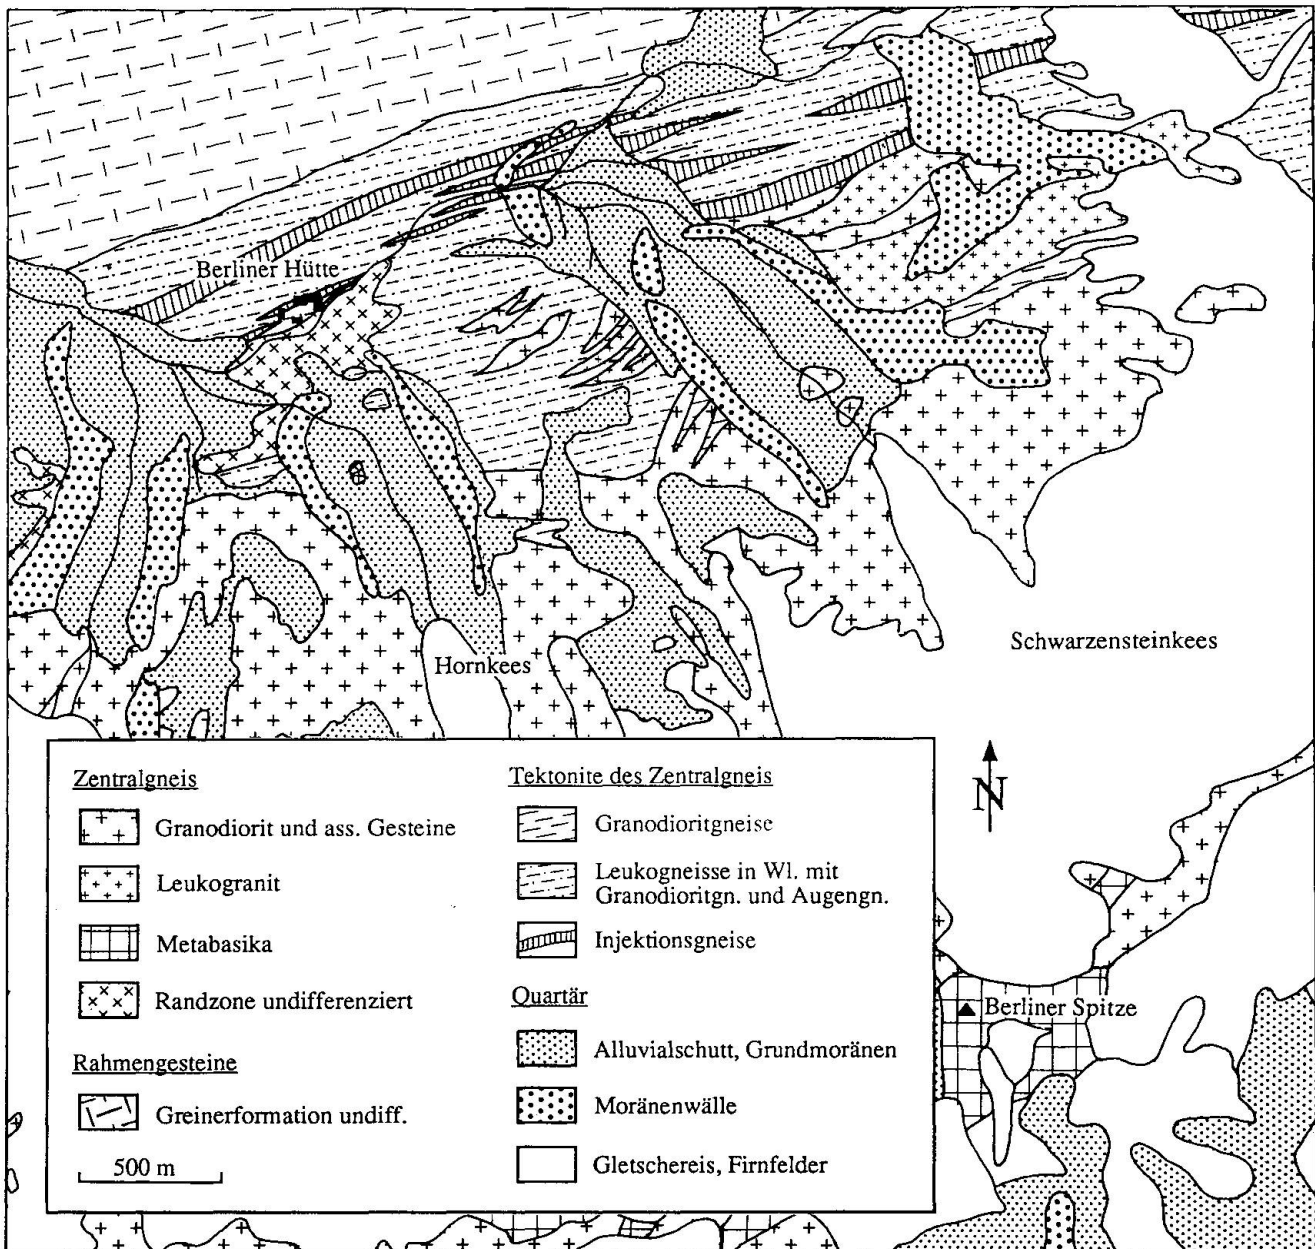 Berliner Hütte
Hornkees
Schwarzensteinkees
N
Berliner Spitze
Zentralgneis
Granodiorit und ass. Gesteine
Leukogranit
Metabasika
Randzone undifferenziert
Rahmengesteine
Greinerformation undiff.
500 m
Tektonite des Zentralgneis
Granodioritgneise
Leukogneisse in Wl. mit
Granodioritgn. und Augengn.
Injektionsgneise
Quartär
Alluvialschutt, Grundmoränen
Moränenwälle
Gletschereis, Firnfelder